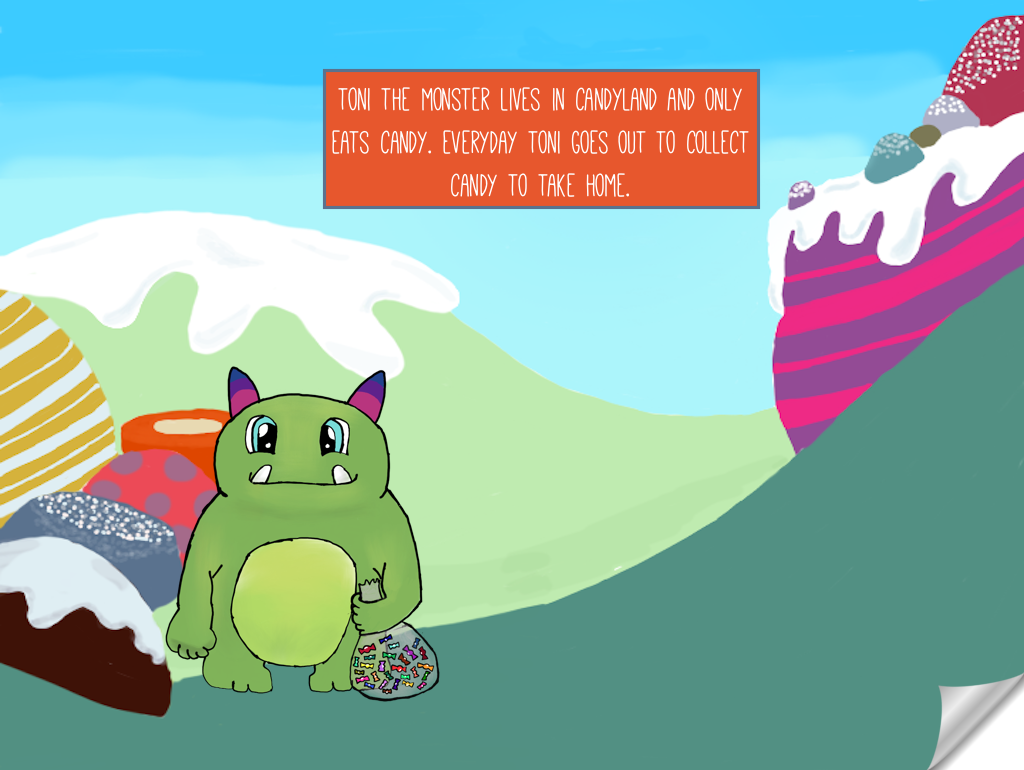 TONI THE MONSTER LIVES IN CANDYLAND AND ONLY
EATS CANDY. EVERYDAY TONI GOES OUT TO COLLECT
CANDY TO TAKE HOME.